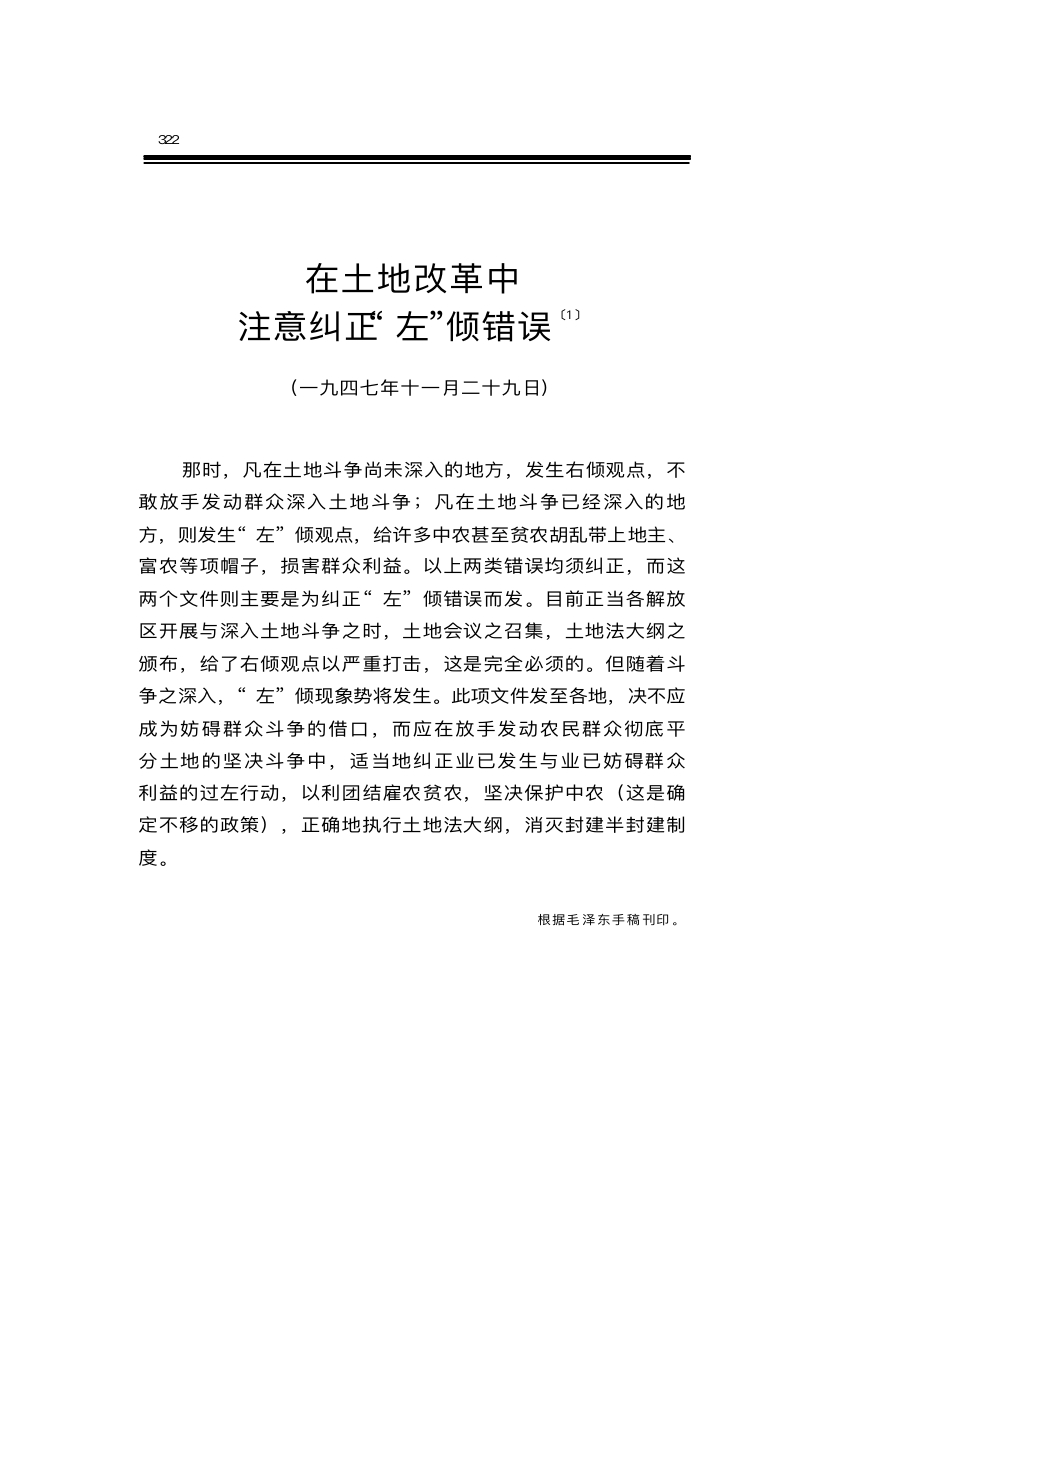 322
在土地改革中
注意纠正“左”倾错误〔1〕
（一九四七年十一月二十九日）
那时，凡在土地斗争尚未深入的地方，发生右倾观点，不
敢放手发动群众深入土地斗争；凡在土地斗争已经深入的地
方，则发生“左”倾观点，给许多中农甚至贫农胡乱带上地主、
富农等项帽子，损害群众利益。以上两类错误均须纠正，而这
两个文件则主要是为纠正“左”倾错误而发。目前正当各解放
区开展与深入土地斗争之时，土地会议之召集，土地法大纲之
颁布，给了右倾观点以严重打击，这是完全必须的。但随着斗
争之深入，“左”倾现象势将发生。此项文件发至各地，决不应
成为妨碍群众斗争的借口，而应在放手发动农民群众彻底平
分土地的坚决斗争中，适当地纠正业已发生与业已妨碍群众
利益的过左行动，以利团结雇农贫农，坚决保护中农（这是确
定不移的政策），正确地执行土地法大纲，消灭封建半封建制
度。
根据毛泽东手稿刊印。